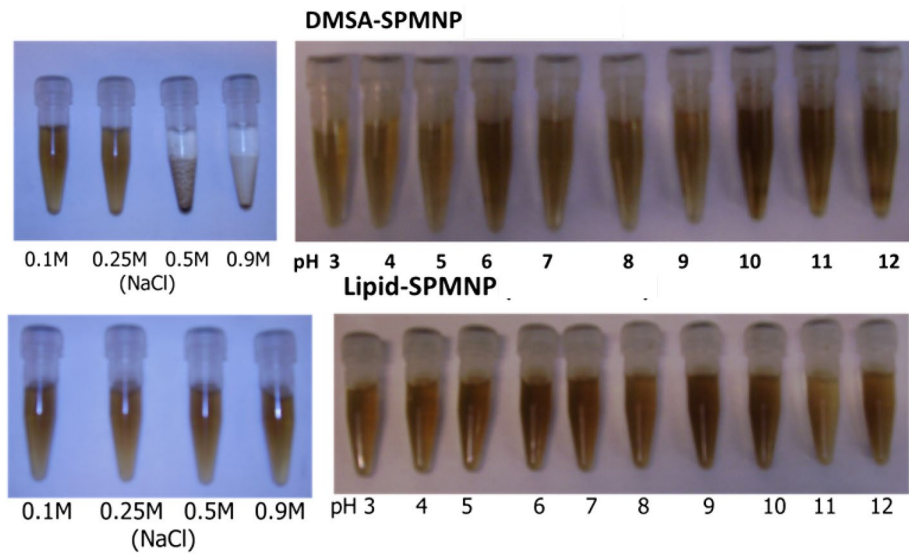 DMSA-SPMNP
0.1M 0.25M 0.5M 0.9M
(NaCl)
pH 3 4 5 6 7 8 9 10 11 12
Lipid-SPMNP
0.1M 0.25M 0.5M 0.9M
(NaCl)
pH 3 4 5 6 7 8 9 10 11 12